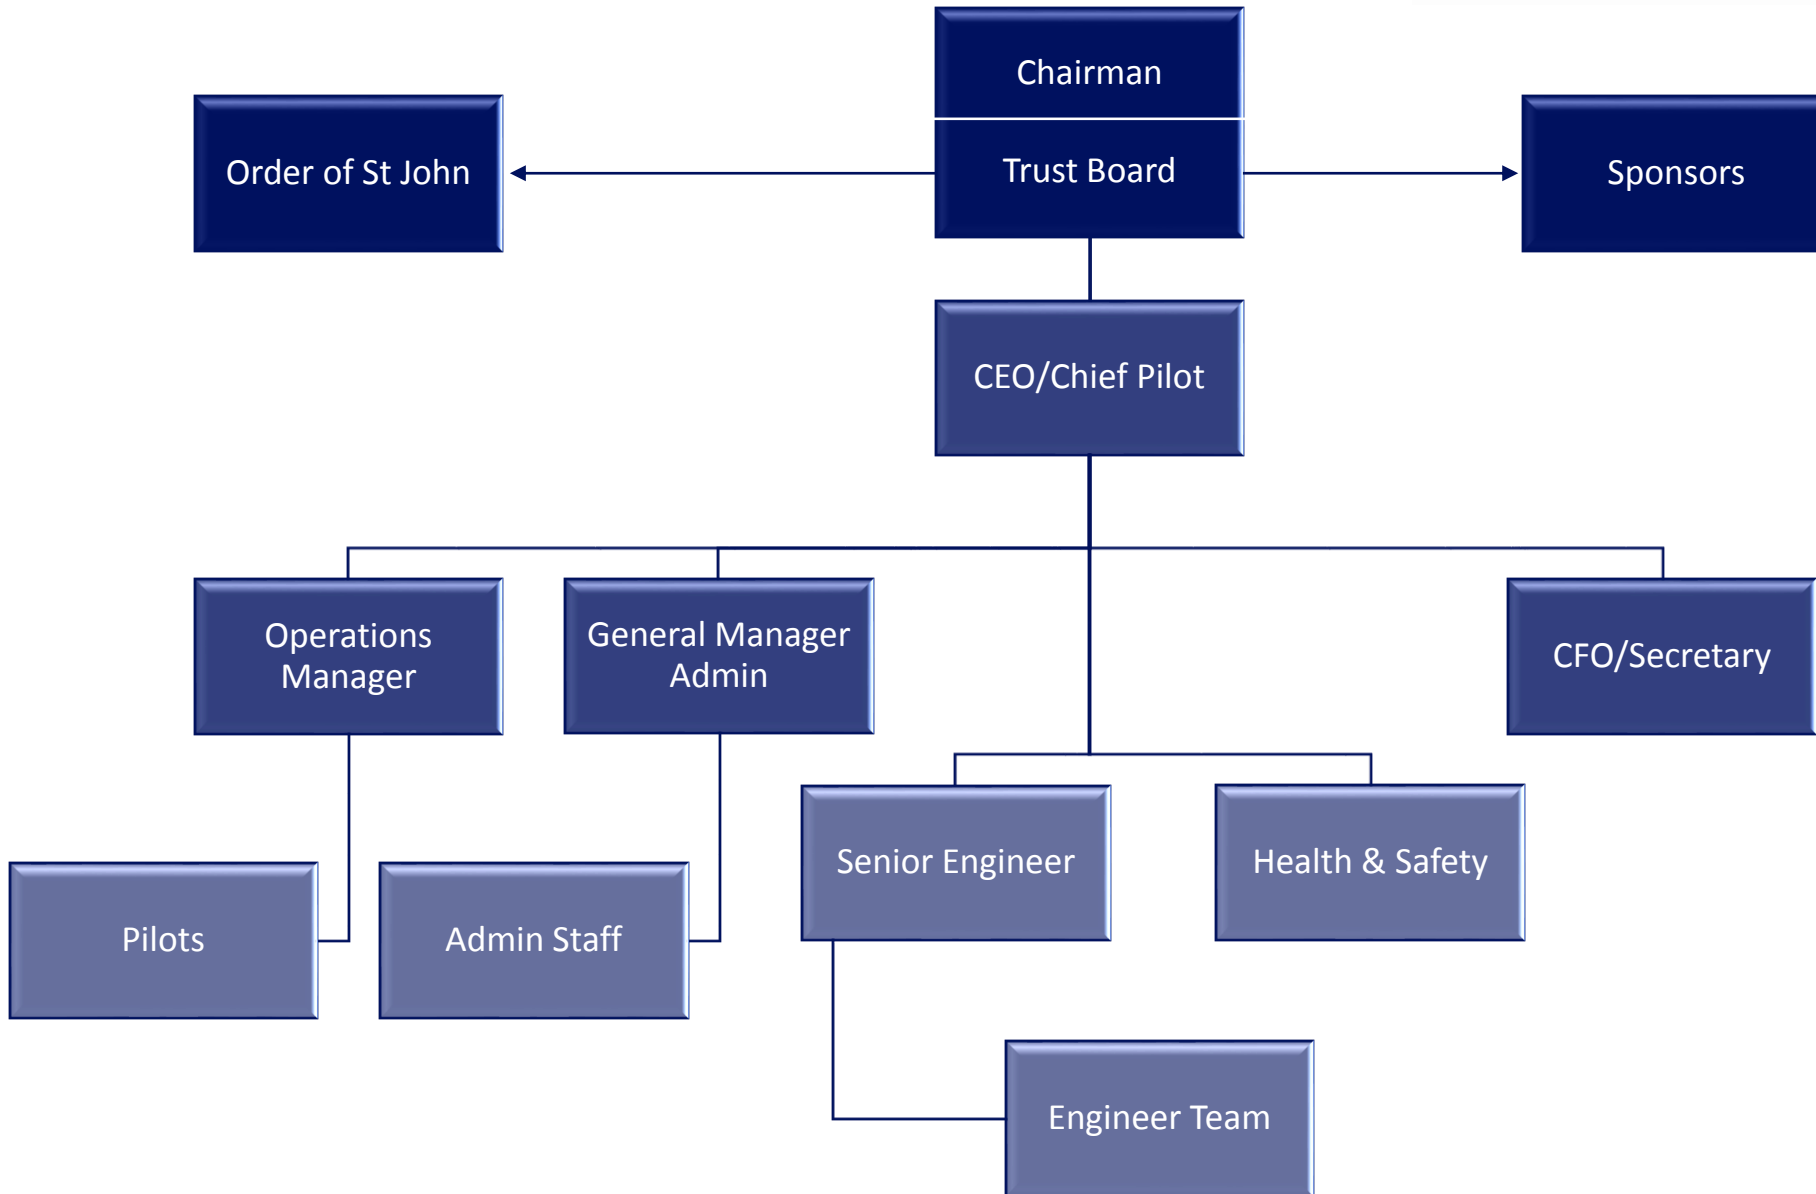 Chairman
Order of St John
Trust Board
Sponsors
CEO/Chief Pilot
Operations
Manager
General Manager
Admin
CFO/Secretary
Senior Engineer
Health & Safety
Pilots
Admin Staff
Engineer Team